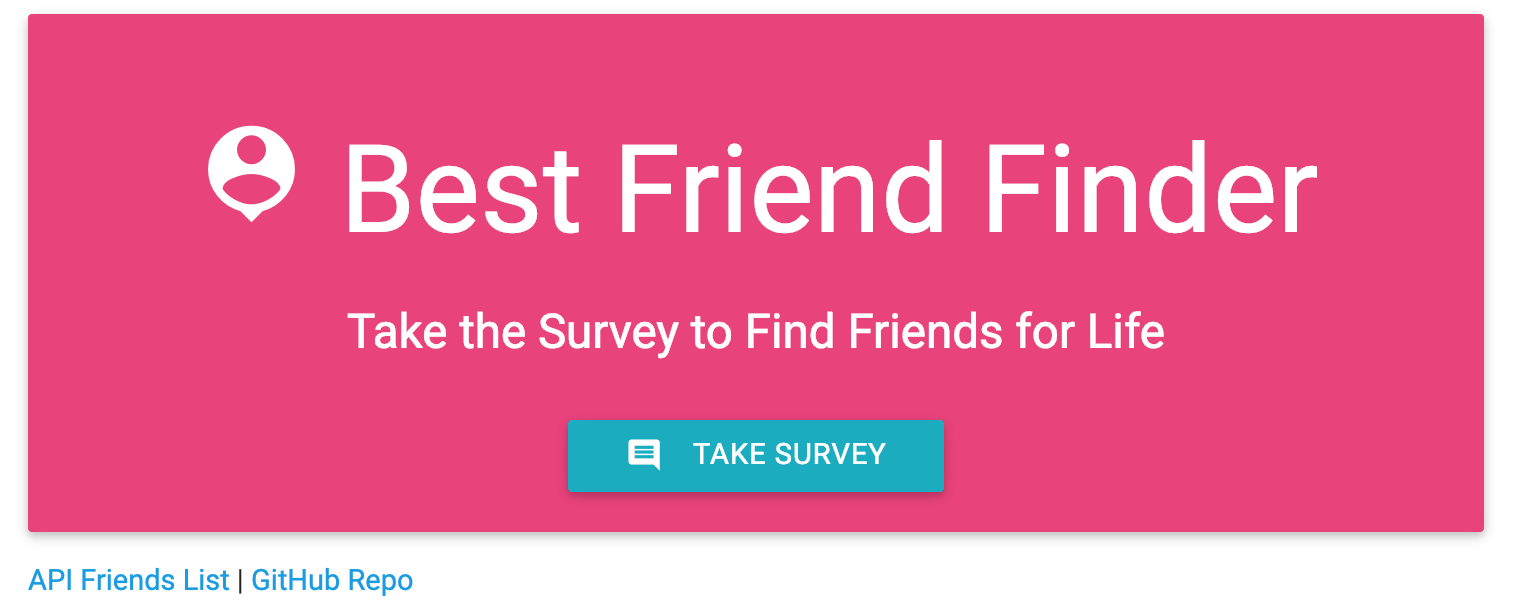 Best Friend Finder
Take the Survey to Find Friends for Life
TAKE SURVEY
API Friends List | GitHub Repo